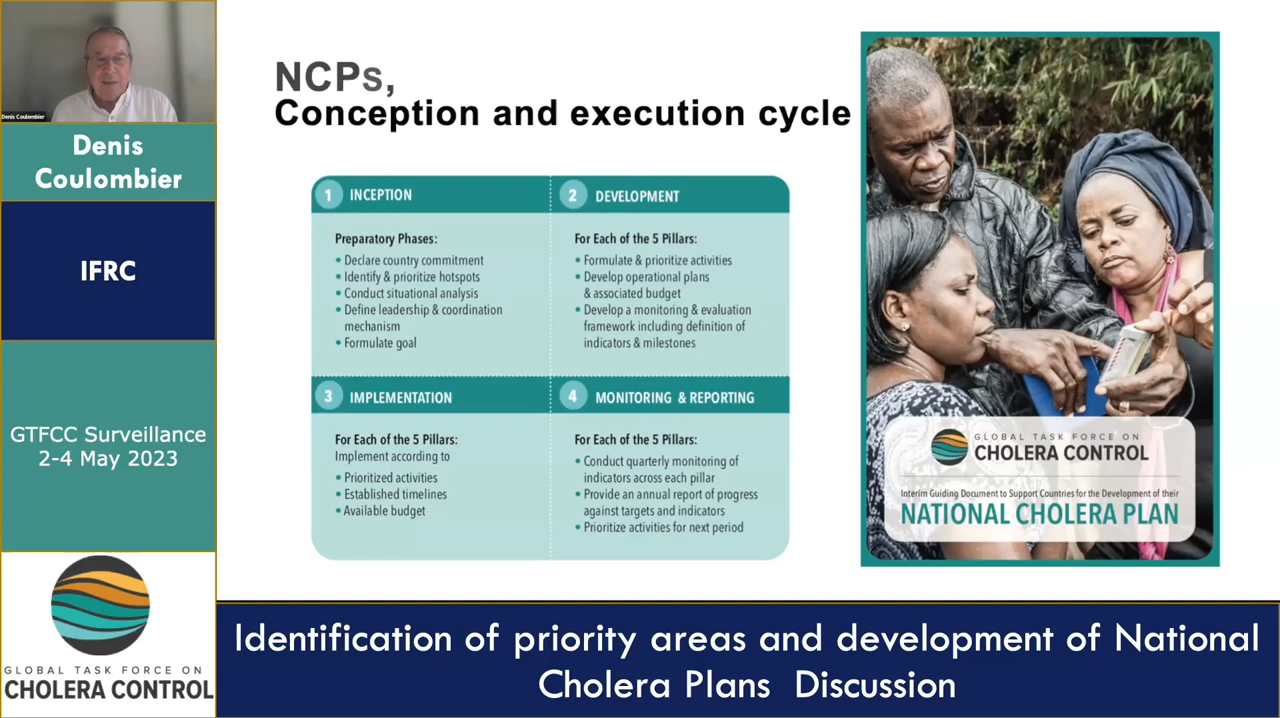 Denis Coulombier
Denis
Coulombier
IFRC
GTFCC Surveillance
2-4 May 2023
GLOBAL TASK FORCE ON
CHOLERA CONTROL
NCPs,
Conception and execution cycle
1 INCEPTION
Preparatory Phases:
• Declare country commitment
• Identify & prioritize hotspots
• Conduct situational analysis
• Define leadership & coordination
mechanism
• Formulate goal
2 DEVELOPMENT
For Each of the 5 Pillars:
• Formulate & prioritize activities
• Develop operational plans
& associated budget
• Develop a monitoring & evaluation
framework including definition of
indicators & milestones
3 IMPLEMENTATION
For Each of the 5 Pillars:
Implement according to
• Prioritized activities
• Established timelines
• Available budget
4 MONITORING & REPORTING
For Each of the 5 Pillars:
• Conduct quarterly monitoring of
indicators across each pillar
• Provide an annual report of progress
against targets and indicators
• Prioritize activities for next period
GLOBAL TASK FORCE ON
CHOLERA CONTROL
Interim Guiding Document to Support Countries for the Development of their
NATIONAL CHOLERA PLAN
Identification of priority areas and development of National
Cholera Plans Discussion